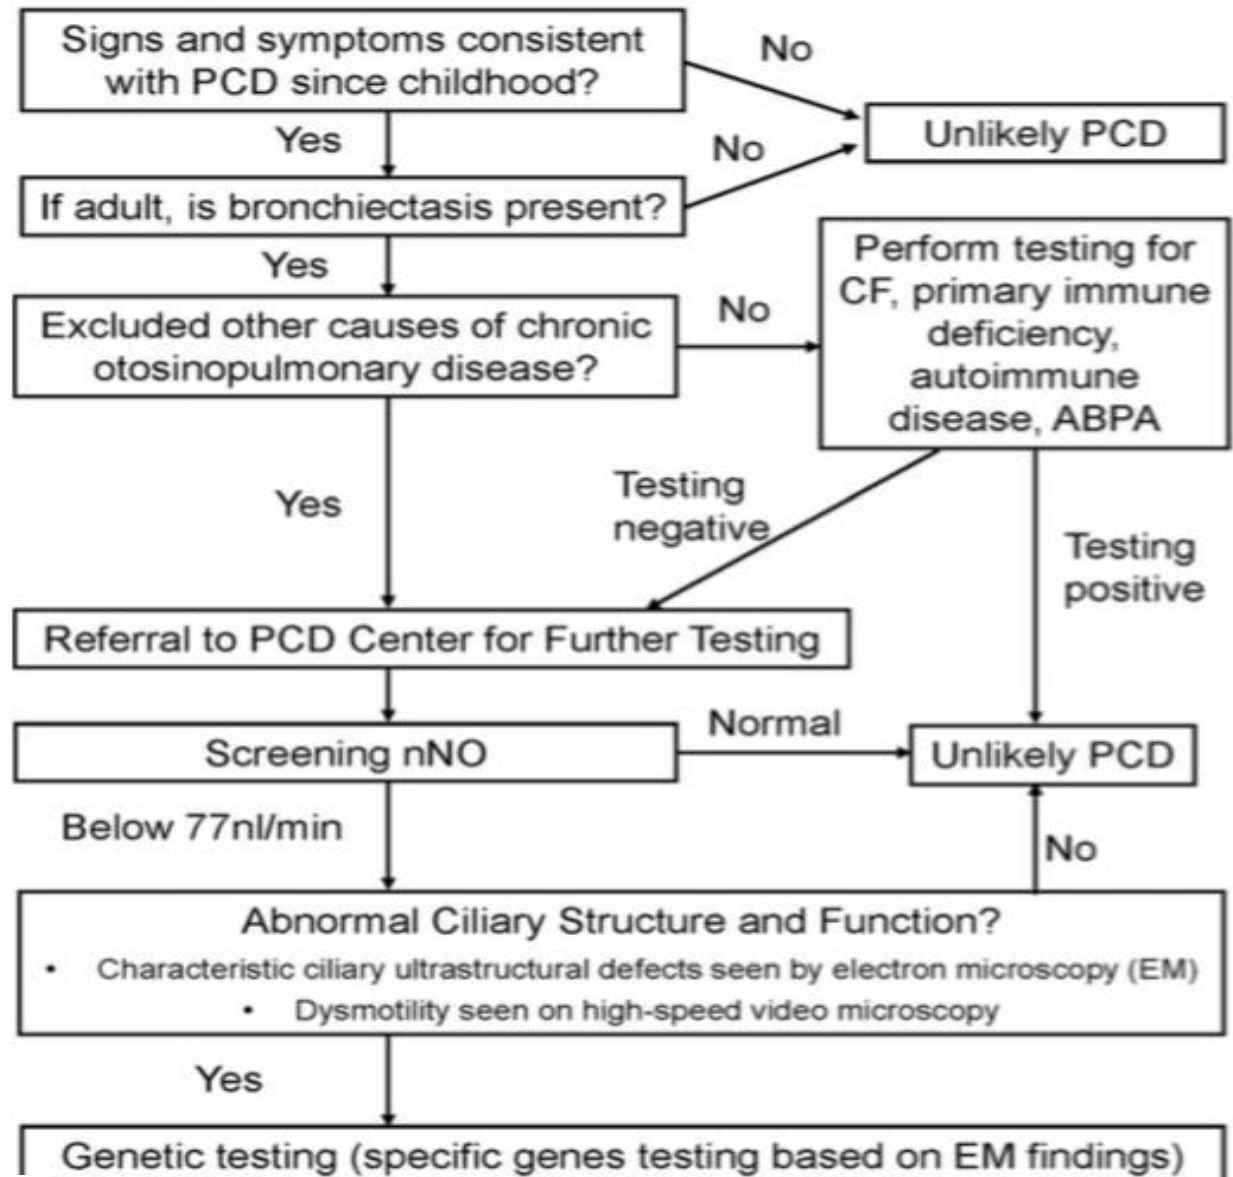 Signs and symptoms consistent
with PCD since childhood?
No
Unlikely PCD
Yes
No
If adult, is bronchiectasis present?
Yes
Perform testing for
CF, primary immune
deficiency,
autoimmune
disease, ABPA
Excluded other causes of chronic
otosinopulmonary disease?
No
Yes
Testing
negative
Testing
positive
Referral to PCD Center for Further Testing
Screening nNO
Normal
Unlikely PCD
Below 77nl/min
No
Abnormal Ciliary Structure and Function?
• Characteristic ciliary ultrastructural defects seen by electron microscopy (EM)
• Dysmotility seen on high-speed video microscopy
Yes
Genetic testing (specific genes testing based on EM findings)